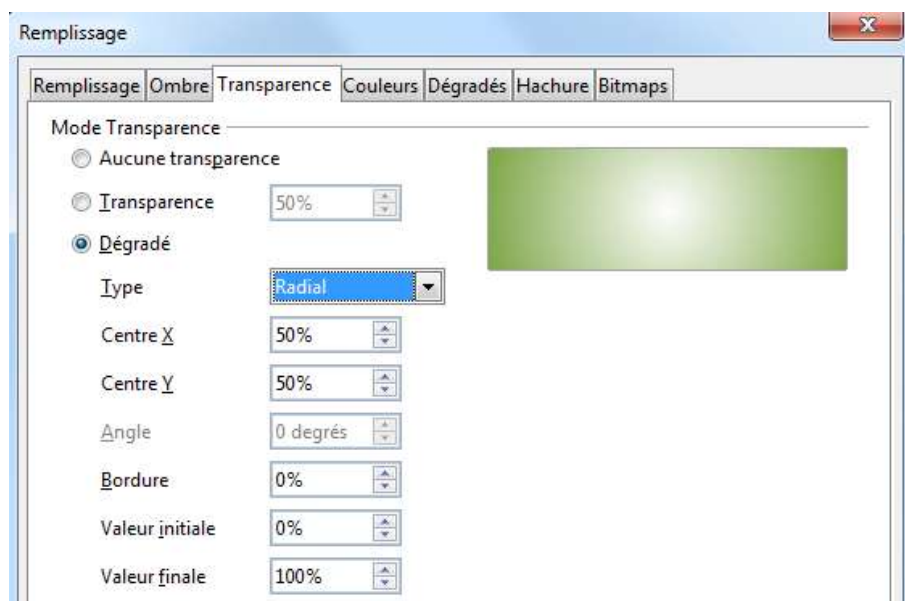 Remplissage
Remplissage Ombre Transparence Couleurs Dégradés Hachure Bitmaps
Mode Transparence
Aucune transparence
Transparence 50%
Dégradé
Type Radial
Centre X 50%
Centre Y 50%
Angle 0 degrés
Bordure 0%
Valeur initiale 0%
Valeur finale 100%